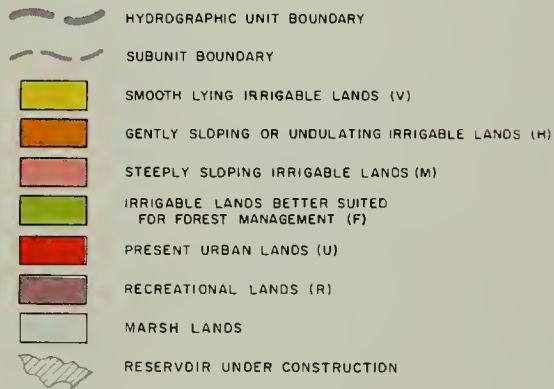 HYDROGRAPHIC UNIT BOUNDARY
SUBUNIT BOUNDARY
SMOOTH LYING IRRIGABLE LANDS (V)
GENTLY SLOPING OR UNDULATING IRRIGABLE LANDS (H)
STEEPLY SLOPING IRRIGABLE LANDS (M)
IRRIGABLE LANDS BETTER SUITED
FOR FOREST MANAGEMENT (F)
PRESENT URBAN LANDS (U)
RECREATIONAL LANDS (R)
MARSH LANDS
RESERVOIR UNDER CONSTRUCTION